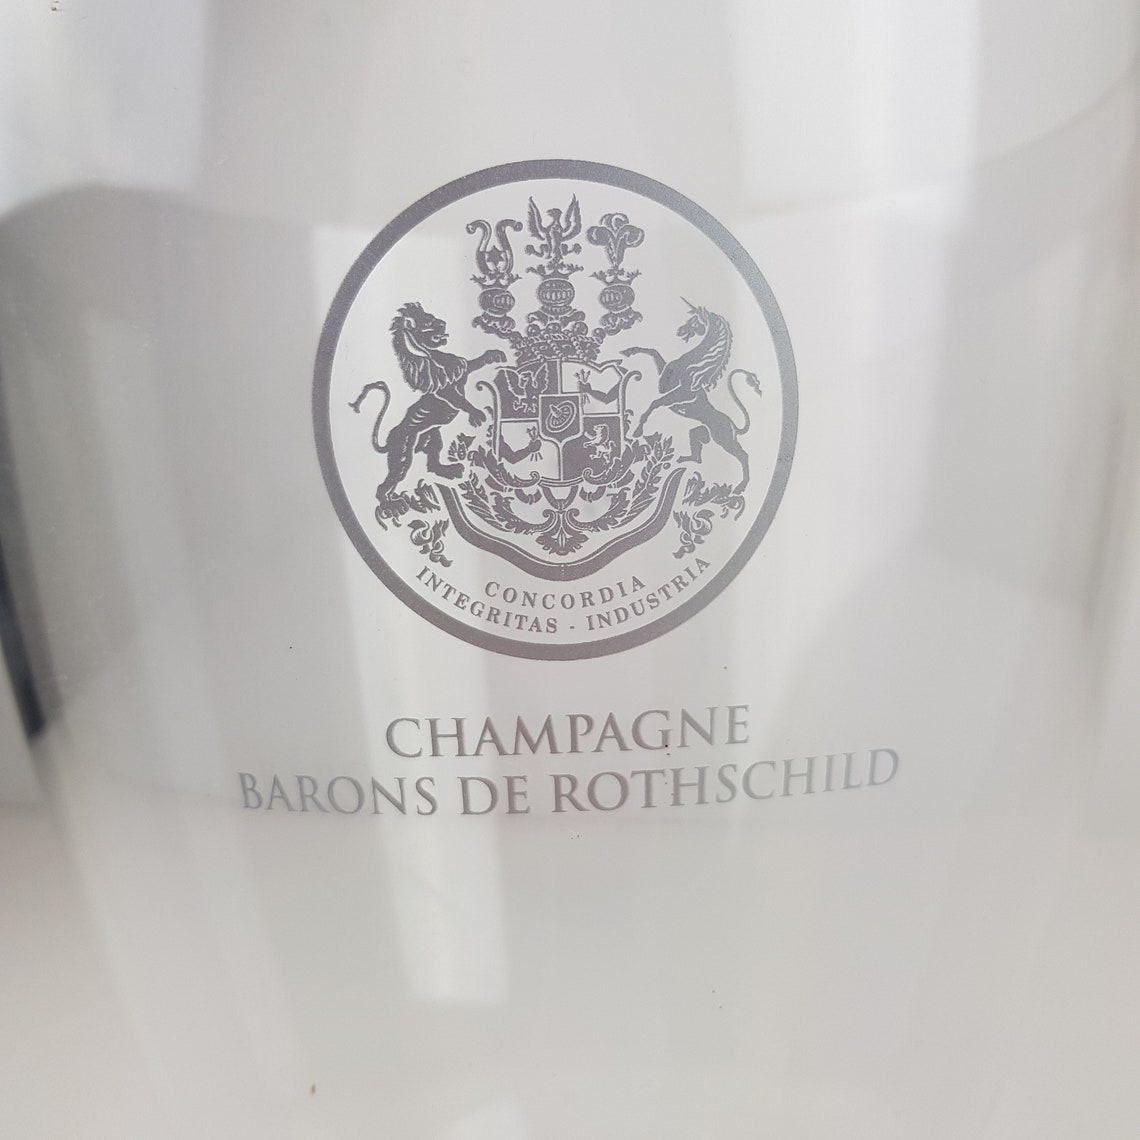 CONCORDIA
INTEGRITAS - INDUSTRIA
CHAMPAGNE
BARONS DE ROTHSCHILD